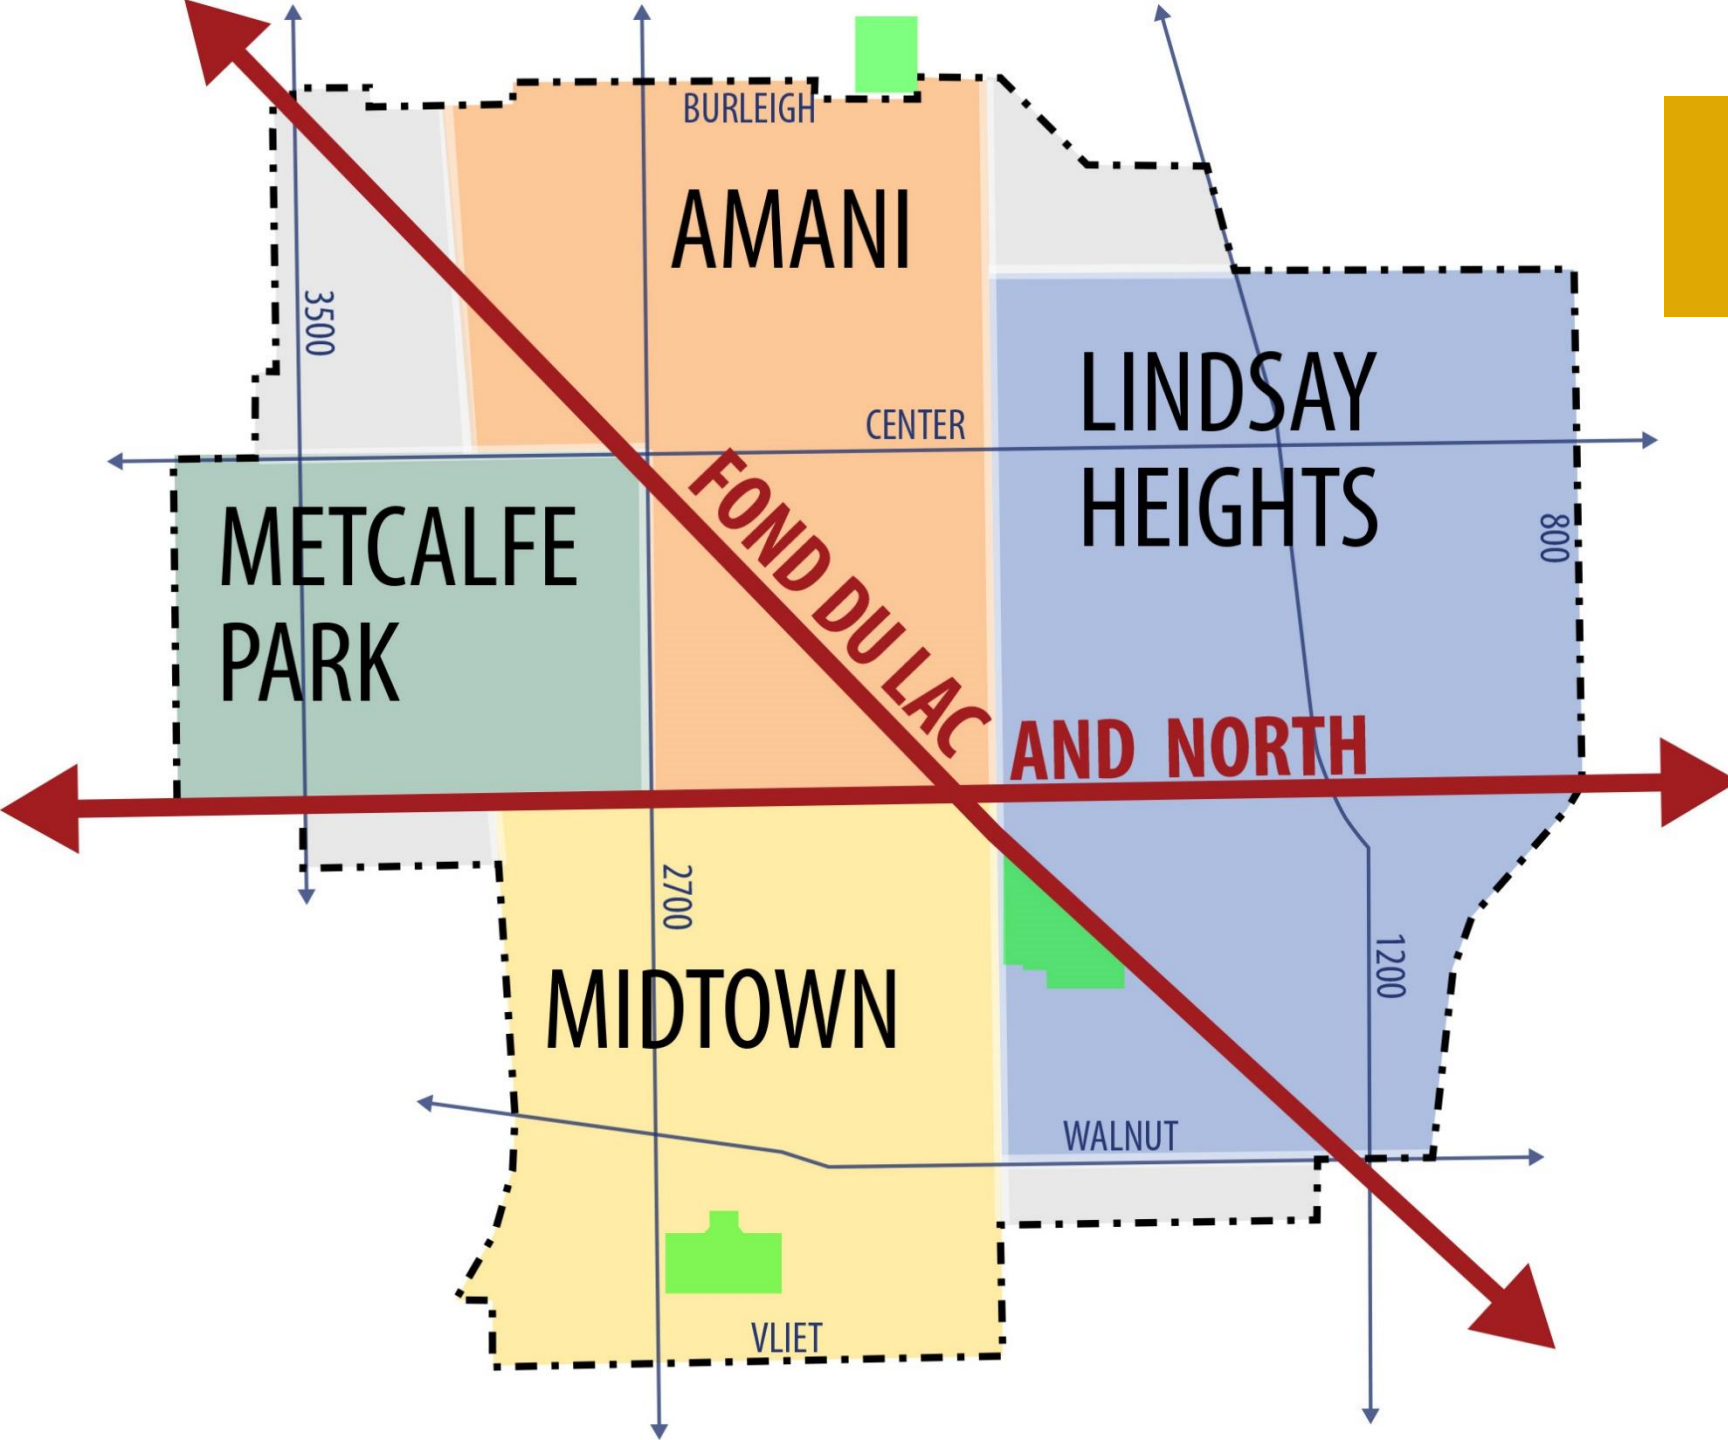 BURLEIGH
AMANI
3500
LINDSAY
HEIGHTS
CENTER
METCALFE
PARK
800
FOND DU LAC
AND NORTH
2700
1200
MIDTOWN
WALNUT
VLIET